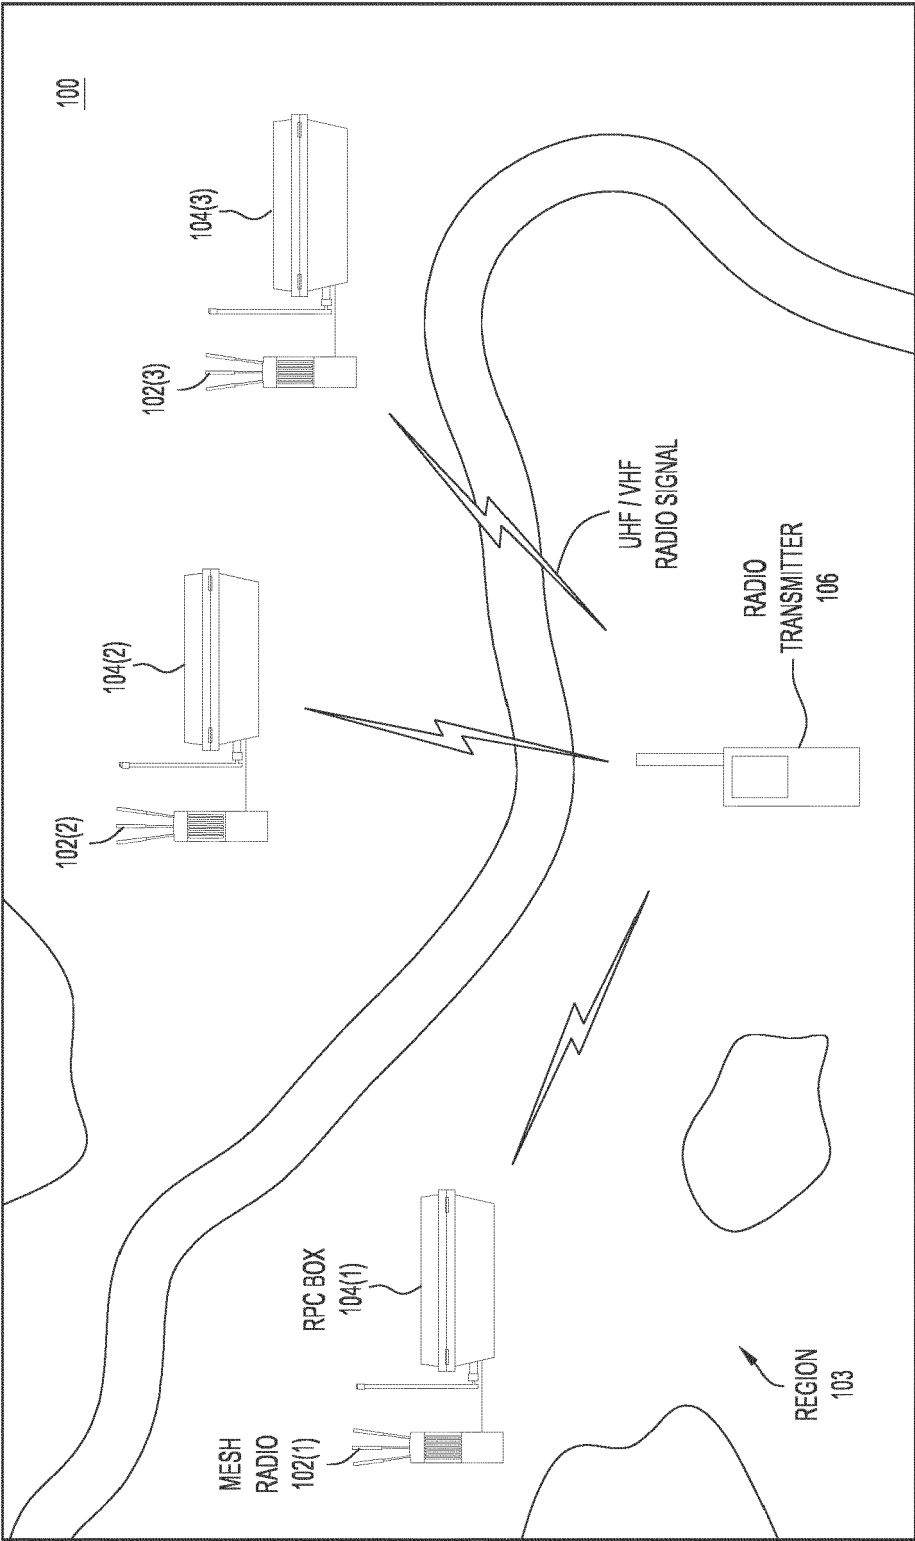 100
104(3)
102(3)
104(2)
102(2)
UHF / VHF
RADIO SIGNAL
RADIO
TRANSMITTER
106
RPC BOX
104(1)
MESH
RADIO
102(1)
REGION
103